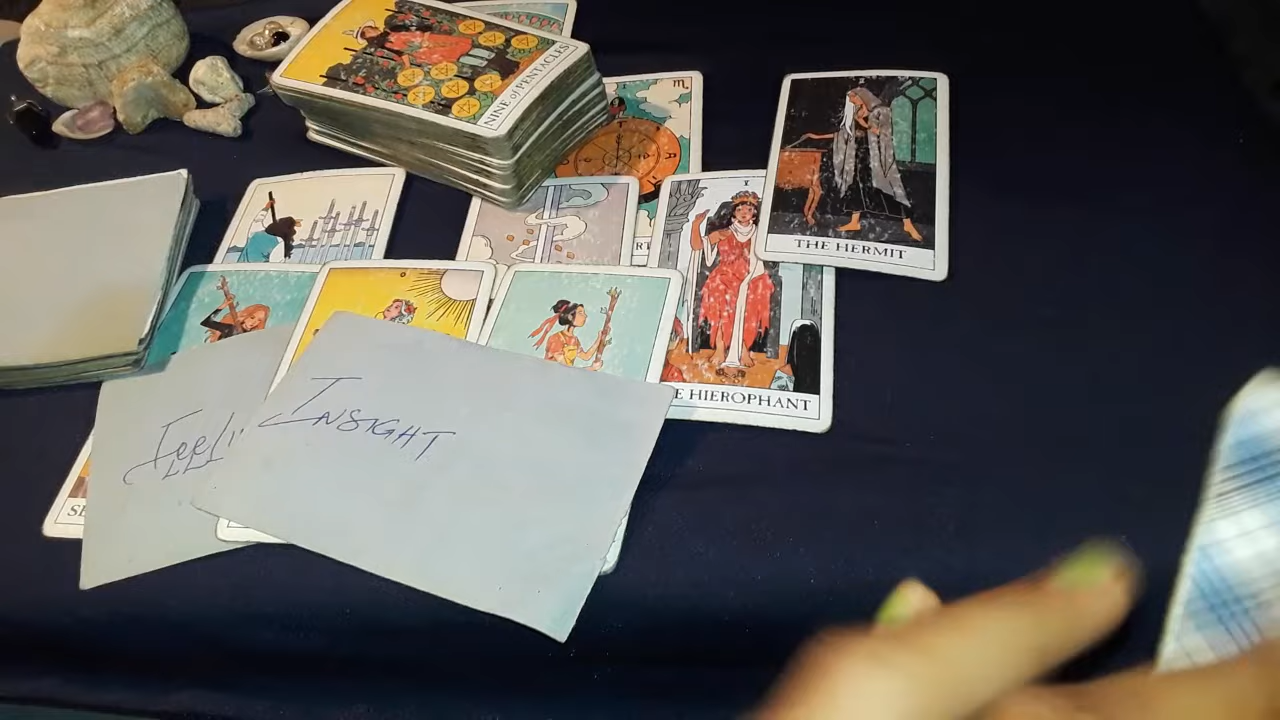 NINE of PENTACLES
THE HERMIT
E HIEROPHANT
INSIGHT